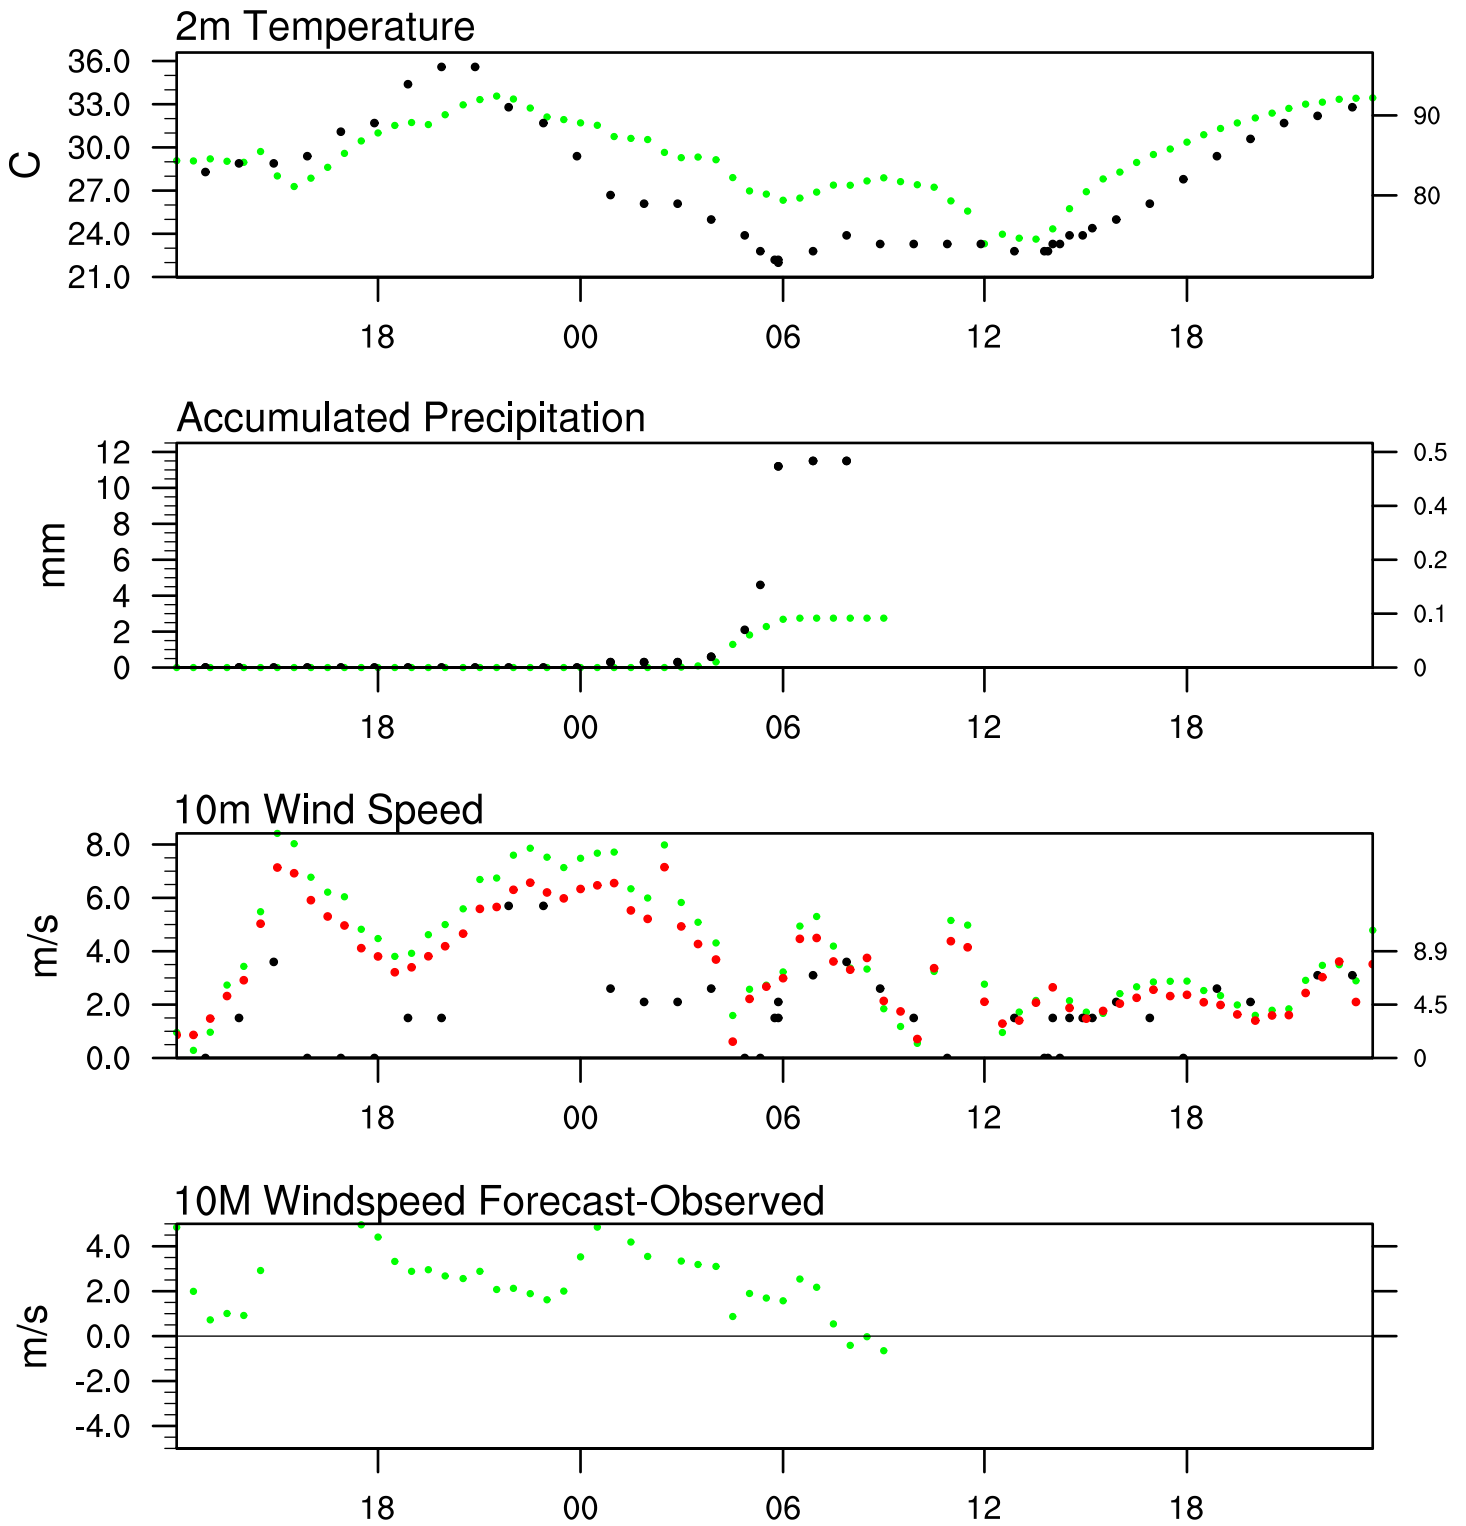 2m Temperature
36.0
33.0
30.0
27.0
24.0
21.0
C
90
80
18 00 06 12 18
Accumulated Precipitation
12
10
8
6
4
2
0
mm
0.5
0.4
0.2
0.1
0
18 00 06 12 18
10m Wind Speed
8.0
6.0
4.0
2.0
0.0
m/s
8.9
4.5
0
18 00 06 12 18
10M Windspeed Forecast-Observed
4.0
2.0
0.0
-2.0
-4.0
m/s
18 00 06 12 18